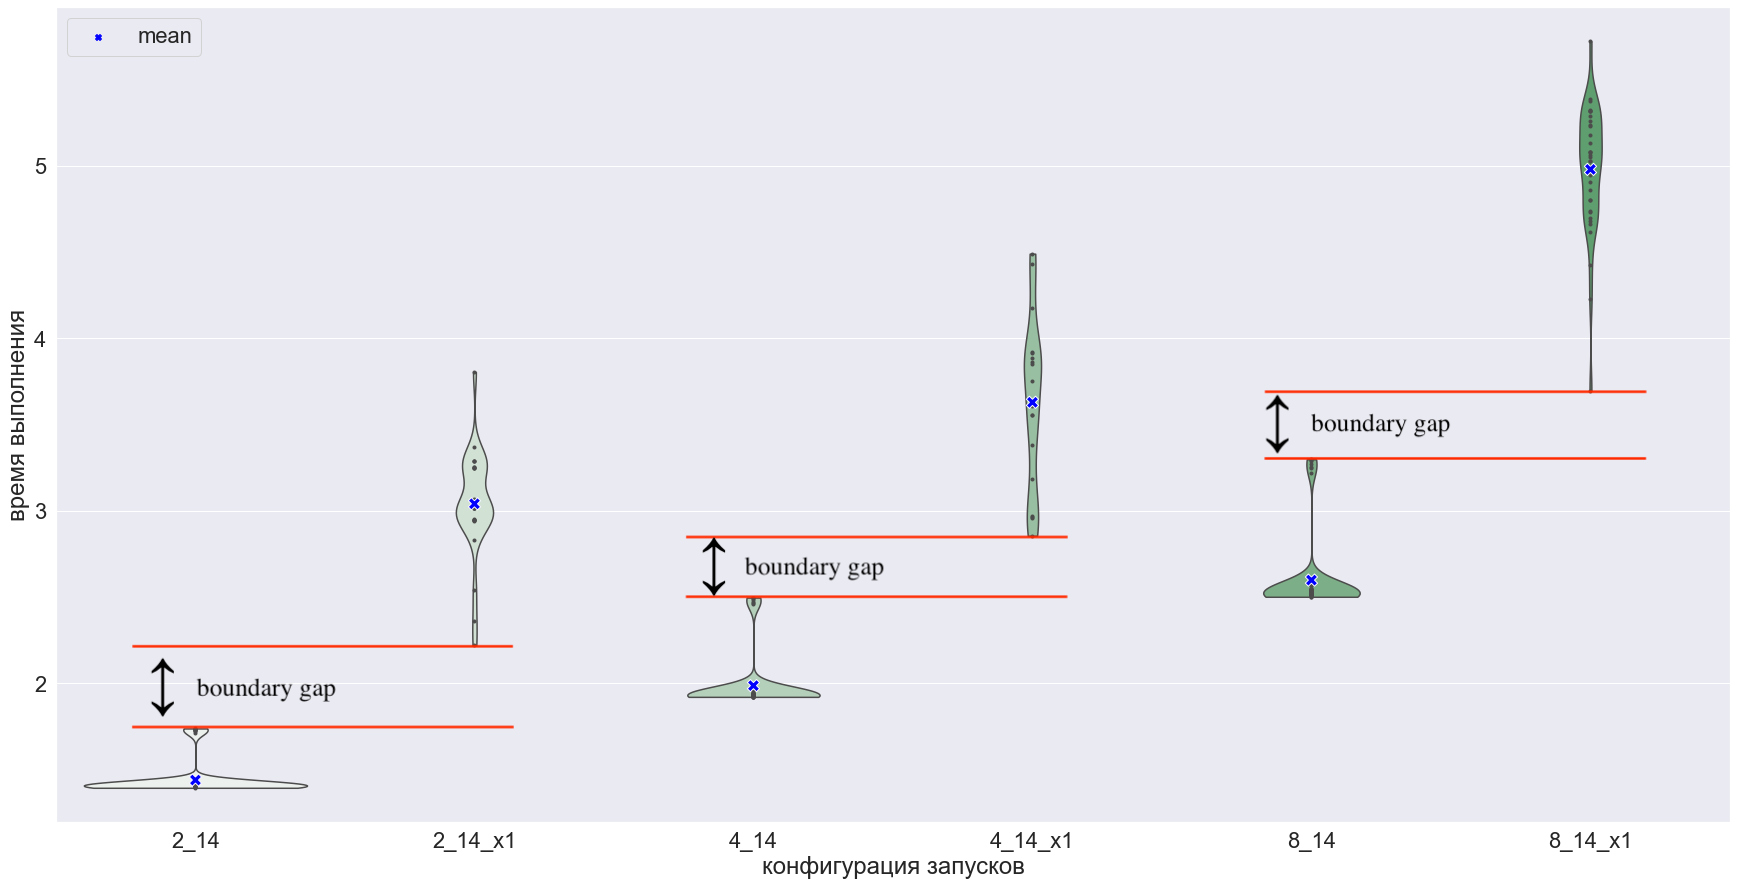 mean
5
4
3
2
время выполнения
boundary gap
boundary gap
boundary gap
2_14
2_14_x1
4_14
4_14_x1
8_14
8_14_x1
конфигурация запусков